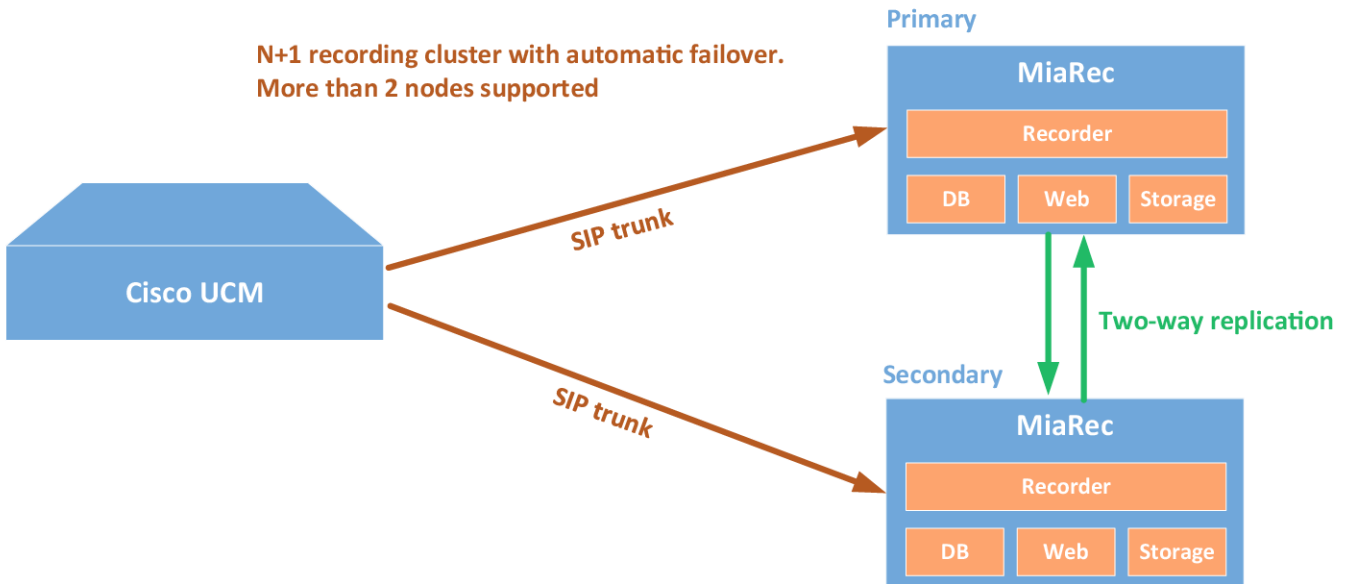 Primary
N+1 recording cluster with automatic failover.
More than 2 nodes supported
MiaRec
Recorder
DB Web Storage
SIP trunk
Cisco UCM
Two-way replication
Secondary
SIP trunk
MiaRec
Recorder
DB Web Storage